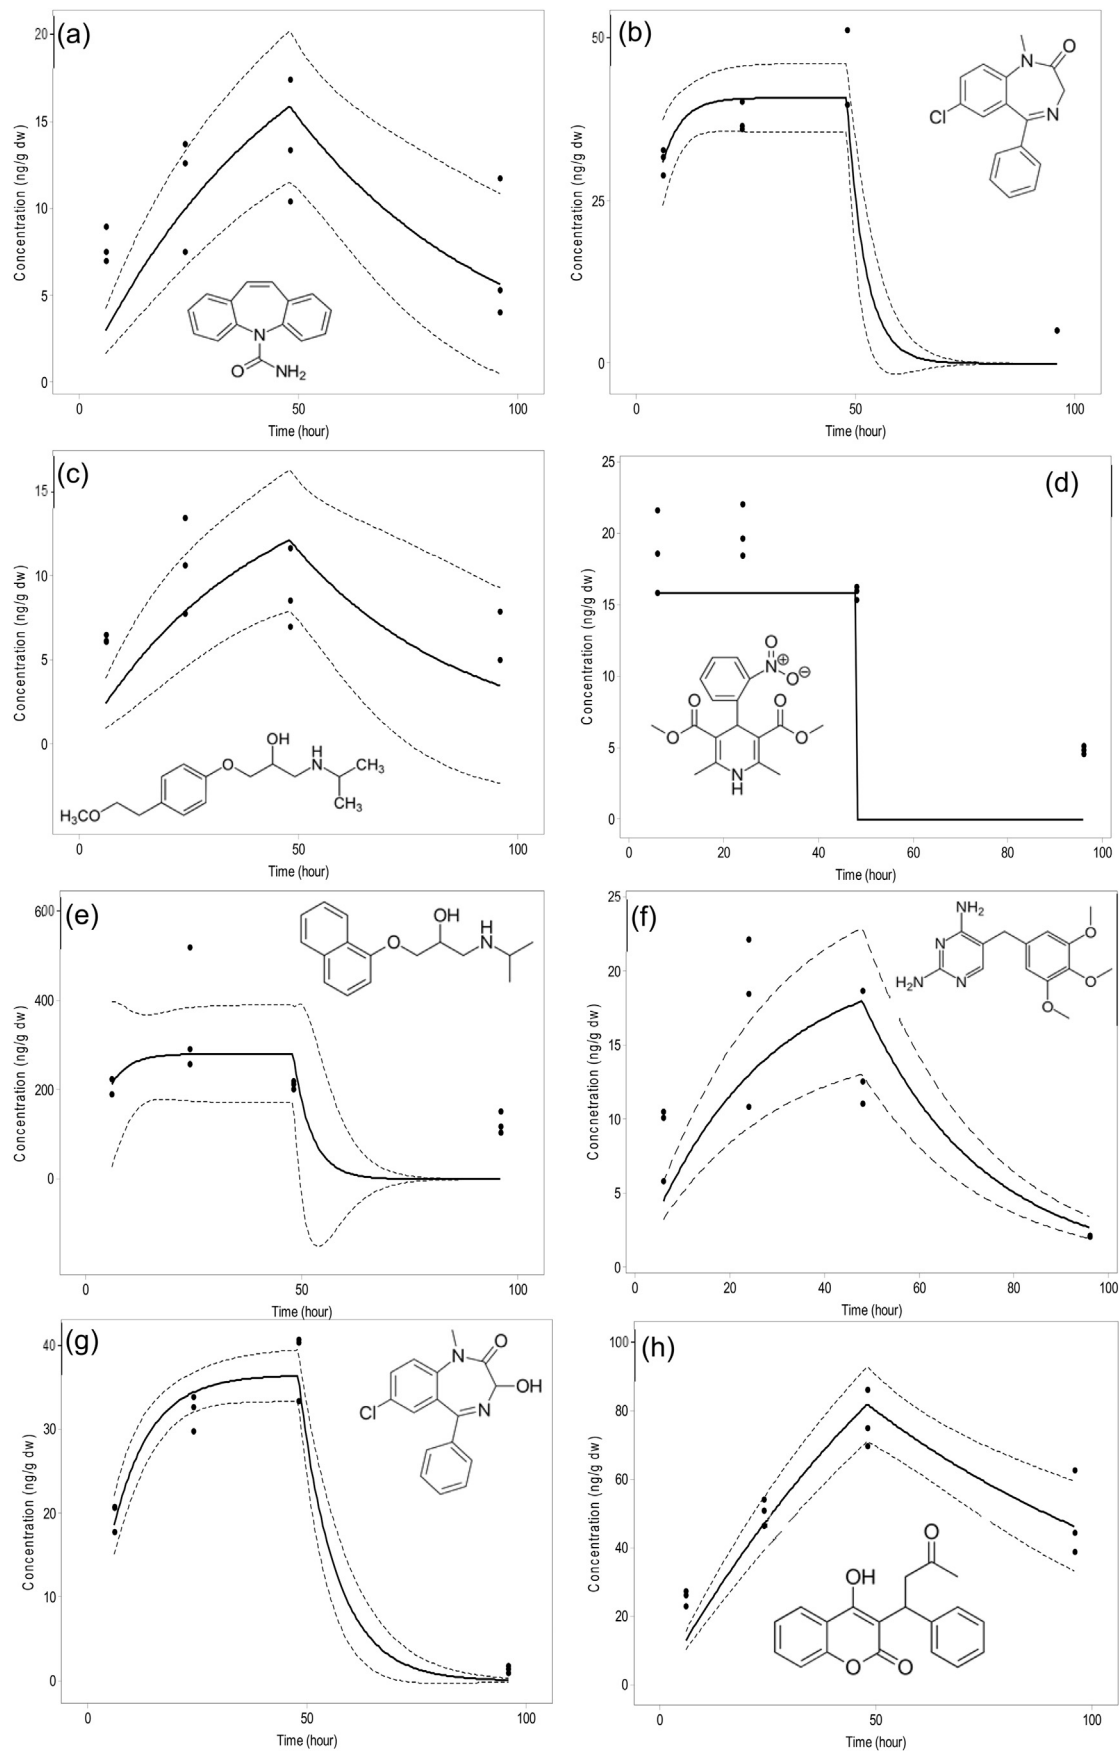 (a)
20
15
10
5
0
Concentration (ng/g dw)
N
O
NH₂
0 50 100
Time (hour)
(b)
50
25
0
Concentration (ng/g dw)
N
O
Cl
N
0 50 100
Time (hour)
(c)
15
10
5
0
Concentration (ng/g dw)
OH
O
H
N
CH₃
CH₃
H₃CO
0 50 100
Time (hour)
(d)
25
20
15
10
5
0
Concentration (ng/g dw)
O
N⊕
O⊖
O
O
O
O
N
H
0 20 40 60 80 100
Time (hour)
(e)
600
400
200
0
Concentration (ng/g dw)
OH
O
H
N
0 50 100
Time (hour)
(f)
25
20
15
10
5
0
Concnetration (ng/g dw)
NH₂
N
H₂N
N
O
O
O
0 20 40 60 80 100
Time (hour)
(g)
40
30
20
10
0
Concentration (ng/g dw)
N
O
OH
Cl
N
0 50 100
Time (hour)
(h)
100
80
60
40
20
0
Concentration (ng/g dw)
O
OH
O
O
0 50 100
Time (hour)